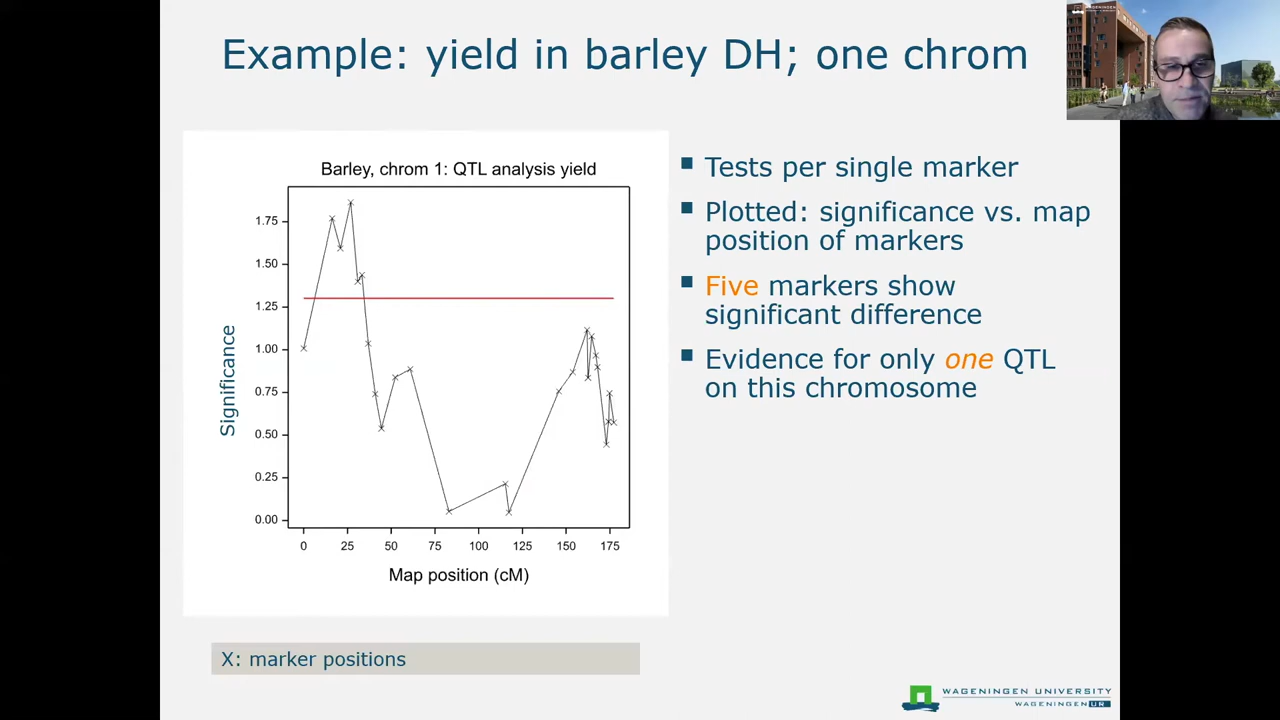 Example: yield in barley DH; one chrom
Barley, chrom 1: QTL analysis yield
1.75
1.50
1.25
1.00
0.75
0.50
0.25
0.00
Significance
0 25 50 75 100 125 150 175
Map position (cM)
X: marker positions
■ Tests per single marker
■ Plotted: significance vs. map
position of markers
■ Five markers show
significant difference
■ Evidence for only one QTL
on this chromosome
WAGENINGEN UNIVERSITY
WAGENINGEN UR